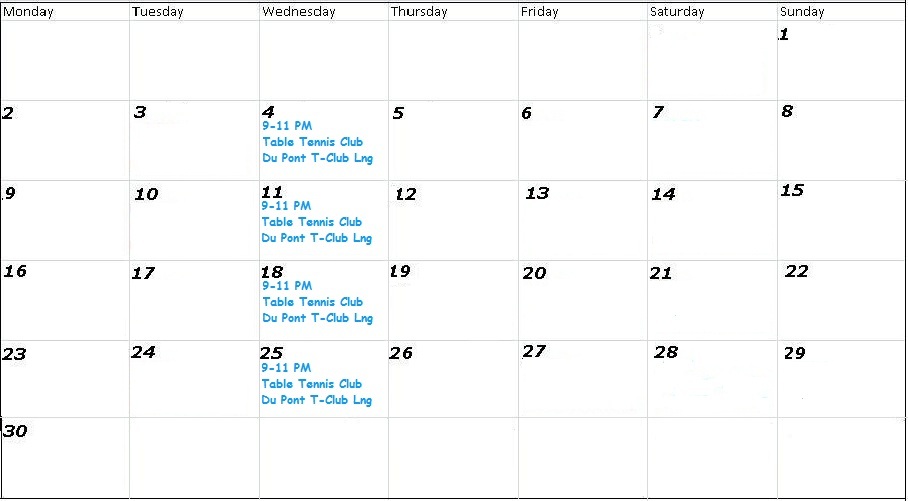 Monday Tuesday Wednesday Thursday Friday Saturday Sunday
1
2 3 4 5 6 7 8
9-11 PM
Table Tennis Club
Du Pont T-Club Lng
9 10 11 12 13 14 15
9-11 PM
Table Tennis Club
Du Pont T-Club Lng
16 17 18 19 20 21 22
9-11 PM
Table Tennis Club
Du Pont T-Club Lng
23 24 25 26 27 28 29
9-11 PM
Table Tennis Club
Du Pont T-Club Lng
30